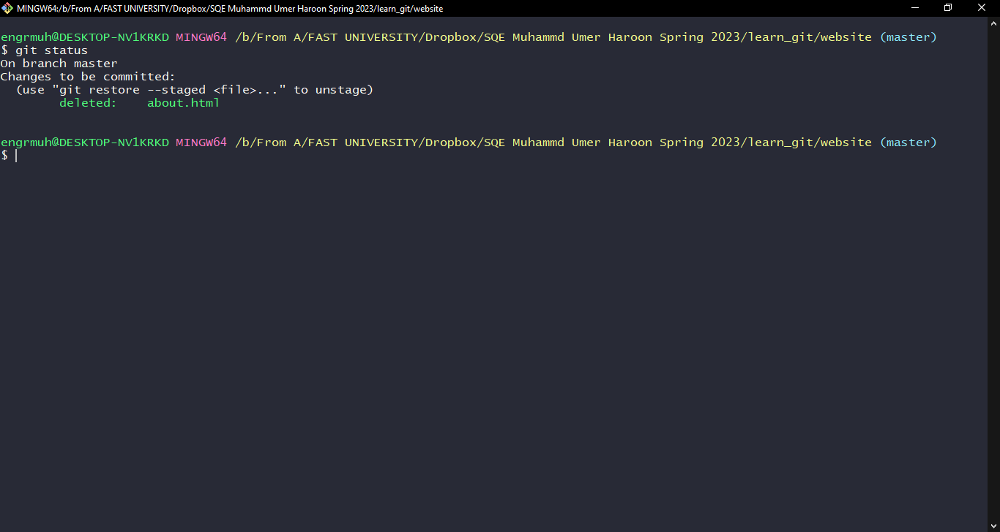 MINGW64:/b/From A/FAST UNIVERSITY/Dropbox/SQE Muhammd Umer Haroon Spring 2023/learn_git/website
engrmuh@DESKTOP-NV1KRKD MINGW64 /b/From A/FAST UNIVERSITY/Dropbox/SQE Muhammd Umer Haroon Spring 2023/learn_git/website (master)
$ git status
On branch master
Changes to be committed:
  (use "git restore --staged <file>..." to unstage)
        deleted:    about.html
engrmuh@DESKTOP-NV1KRKD MINGW64 /b/From A/FAST UNIVERSITY/Dropbox/SQE Muhammd Umer Haroon Spring 2023/learn_git/website (master)
$